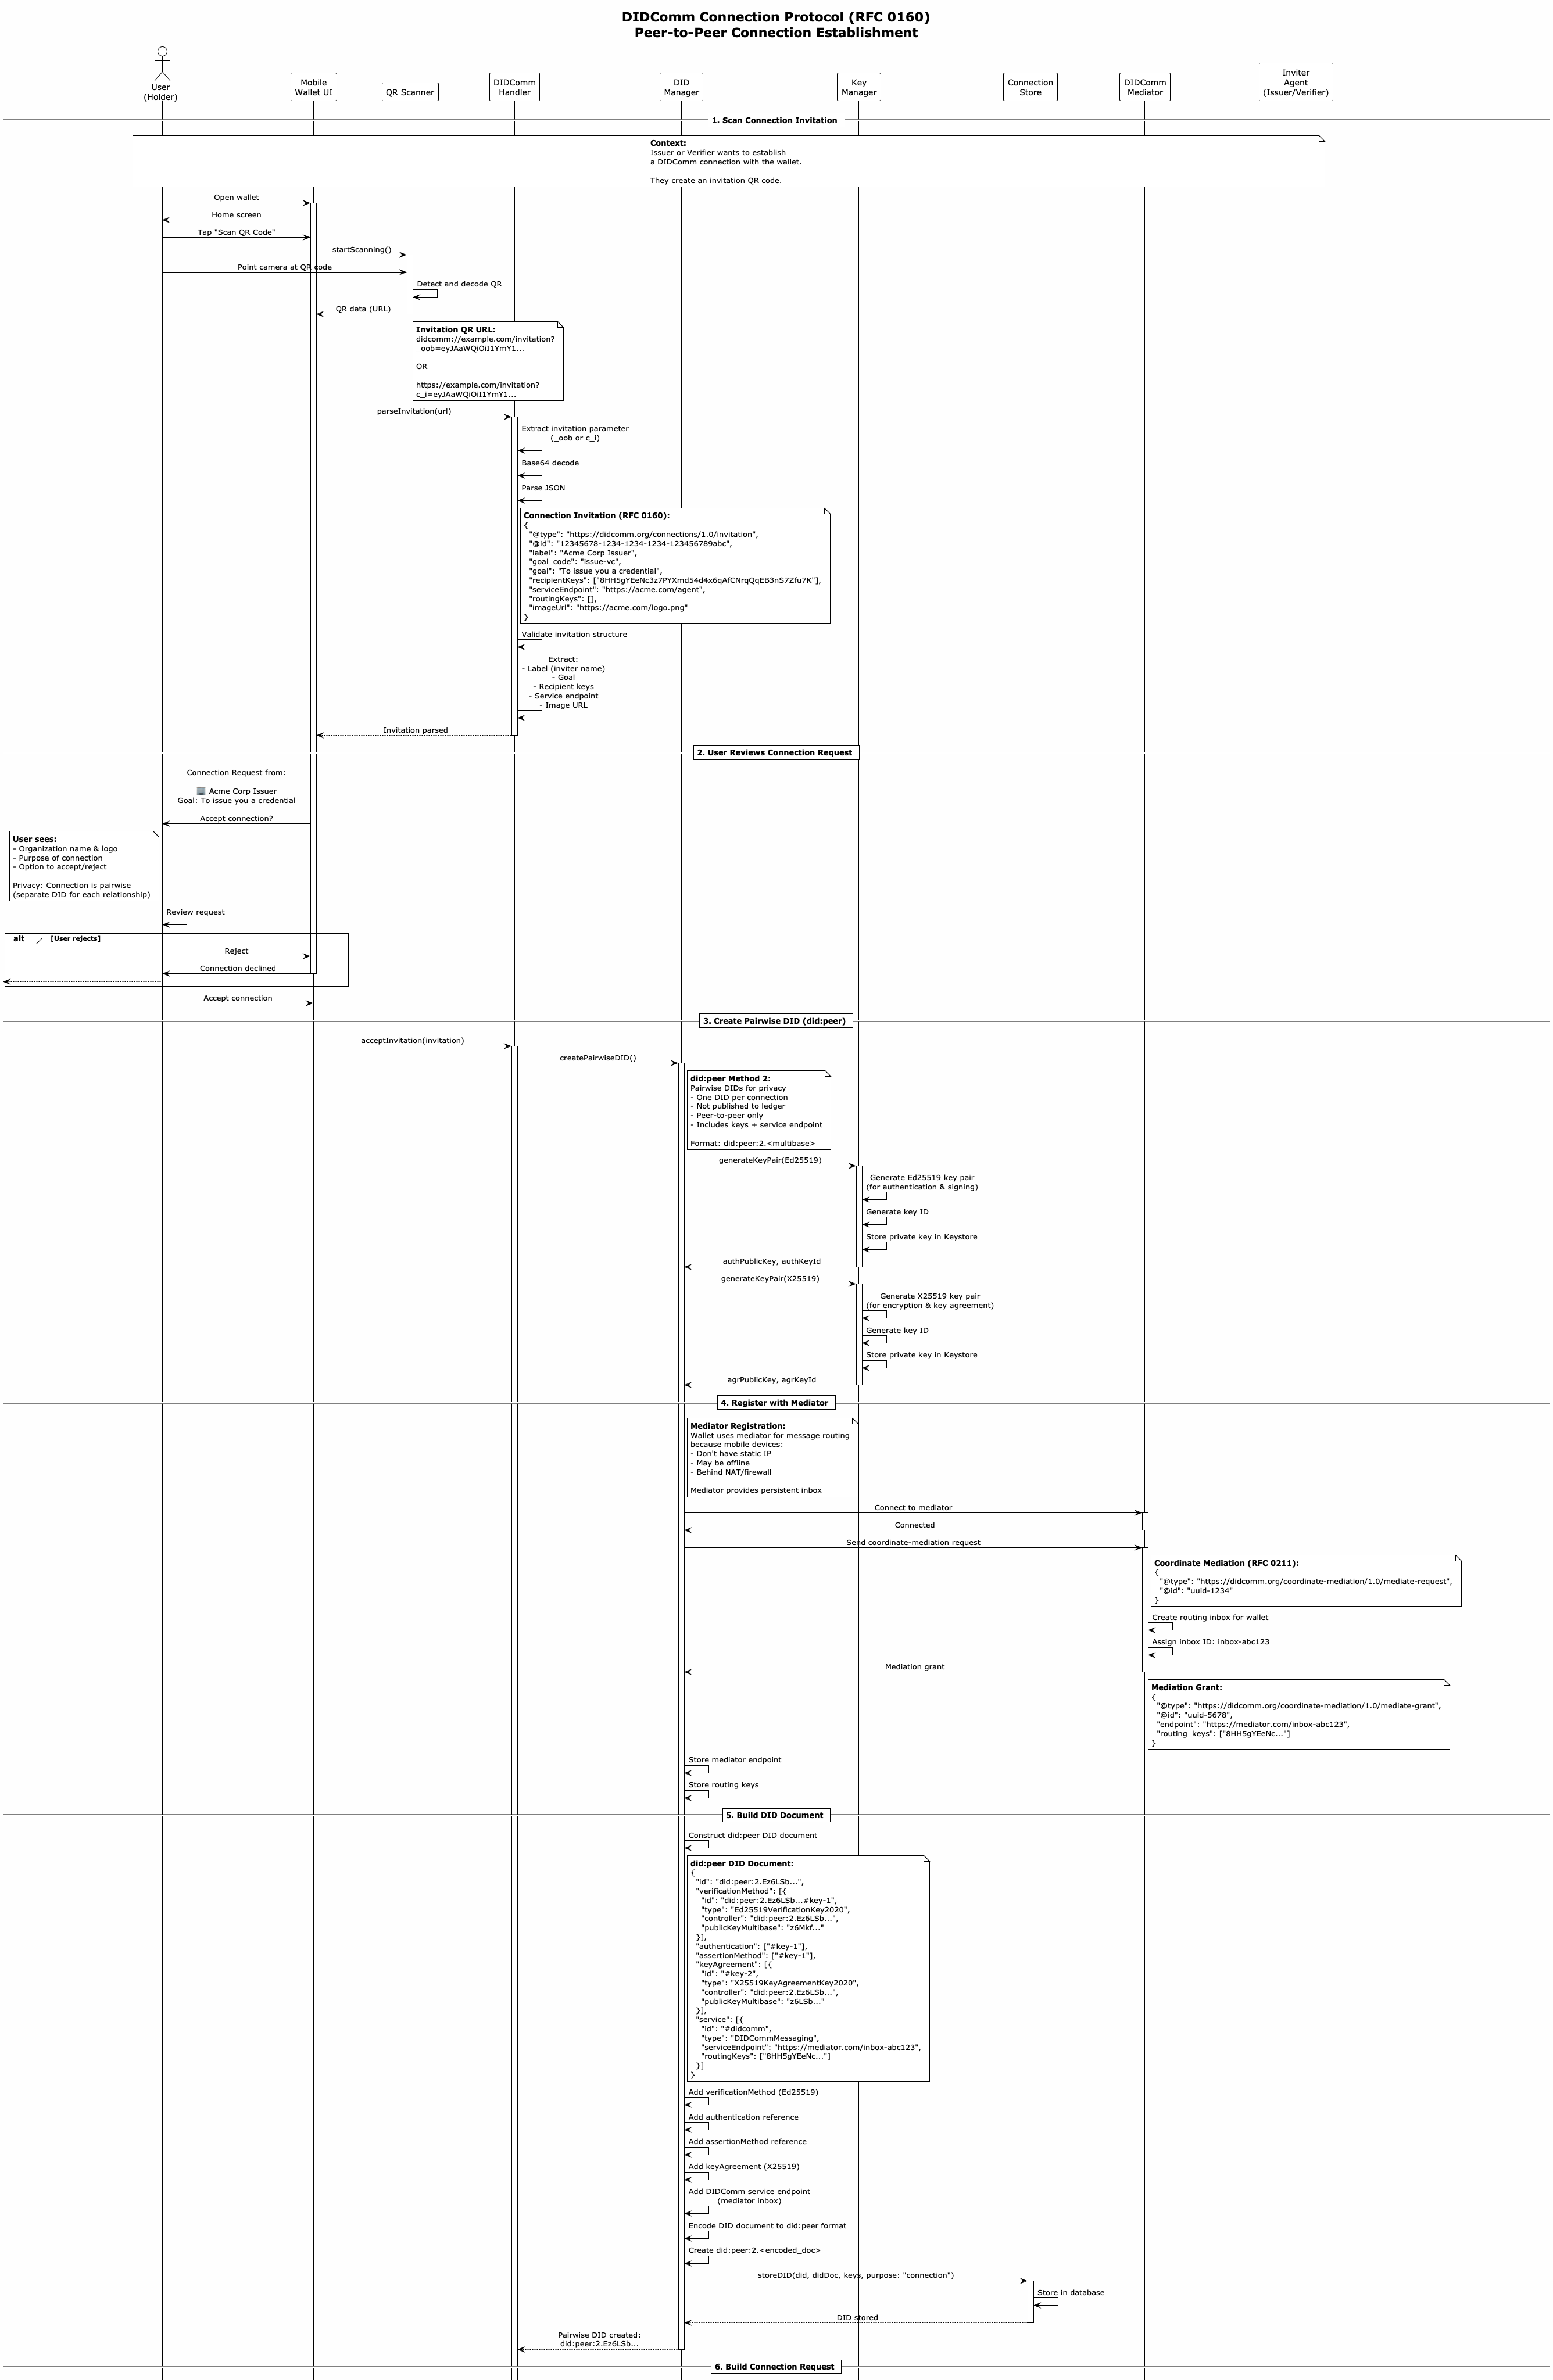 DIDComm Connection Protocol (RFC 0160)
Peer-to-Peer Connection Establishment
User
(Holder)
Mobile
Wallet UI
QR Scanner
DIDComm
Handler
DID
Manager
Key
Manager
Connection
Store
DIDComm
Mediator
Inviter
Agent
(Issuer/Verifier)
1. Scan Connection Invitation
Context:
Issuer or Verifier wants to establish
a DIDComm connection with the wallet.
They create an invitation QR code.
Open wallet
Home screen
Tap "Scan QR Code"
startScanning()
Point camera at QR code
Detect and decode QR
QR data (URL)
Invitation QR URL:
didcomm://example.com/invitation?
_oob=eyJAaWQiOiI1YmY1...
OR
https://example.com/invitation?
c_i=eyJAaWQiOiI1YmY1...
parseInvitation(url)
Extract invitation parameter
(_oob or c_i)
Base64 decode
Parse JSON
Connection Invitation (RFC 0160):
{
"@type": "https://didcomm.org/connections/1.0/invitation",
"@id": "12345678-1234-1234-1234-123456789abc",
"label": "Acme Corp Issuer",
"goal_code": "issue-vc",
"goal": "To issue you a credential",
"recipientKeys": ["8HH5gYEeNc3z7PYXmd54d4x6qAfCNrqQqEB3nS7Zfu7K"],
"serviceEndpoint": "https://acme.com/agent",
"routingKeys": [],
"imageUrl": "https://acme.com/logo.png"
}
Validate invitation structure
Extract:
- Label (inviter name)
- Goal
- Recipient keys
- Service endpoint
- Image URL
Invitation parsed
2. User Reviews Connection Request
Connection Request from:
🏢 Acme Corp Issuer
Goal: To issue you a credential
Accept connection?
User sees:
- Organization name & logo
- Purpose of connection
- Option to accept/reject
Privacy: Connection is pairwise
(separate DID for each relationship)
Review request
alt [User rejects]
Reject
Connection declined
Accept connection
3. Create Pairwise DID (did:peer)
acceptInvitation(invitation)
createPairwiseDID()
did:peer Method 2:
Pairwise DIDs for privacy
- One DID per connection
- Not published to ledger
- Peer-to-peer only
- Includes keys + service endpoint
Format: did:peer:2.<multibase>
generateKeyPair(Ed25519)
Generate Ed25519 key pair
(for authentication & signing)
Generate key ID
Store private key in Keystore
authPublicKey, authKeyId
generateKeyPair(X25519)
Generate X25519 key pair
(for encryption & key agreement)
Generate key ID
Store private key in Keystore
agrPublicKey, agrKeyId
4. Register with Mediator
Mediator Registration:
Wallet uses mediator for message routing
because mobile devices:
- Don't have static IP
- May be offline
- Behind NAT/firewall
Mediator provides persistent inbox
Connect to mediator
Connected
Send coordinate-mediation request
Coordinate Mediation (RFC 0211):
{
"@type": "https://didcomm.org/coordinate-mediation/1.0/mediate-request",
"@id": "uuid-1234"
}
Create routing inbox for wallet
Assign inbox ID: inbox-abc123
Mediation grant
Mediation Grant:
{
"@type": "https://didcomm.org/coordinate-mediation/1.0/mediate-grant",
"@id": "uuid-5678",
"endpoint": "https://mediator.com/inbox-abc123",
"routing_keys": ["8HH5gYEeNc..."]
}
Store mediator endpoint
Store routing keys
5. Build DID Document
Construct did:peer DID document
did:peer DID Document:
{
"id": "did:peer:2.Ez6LSb...",
"verificationMethod": [{
"id": "did:peer:2.Ez6LSb...#key-1",
"type": "Ed25519VerificationKey2020",
"controller": "did:peer:2.Ez6LSb...",
"publicKeyMultibase": "z6Mkf..."
}],
"authentication": ["#key-1"],
"assertionMethod": ["#key-1"],
"keyAgreement": [{
"id": "#key-2",
"type": "X25519KeyAgreementKey2020",
"controller": "did:peer:2.Ez6LSb...",
"publicKeyMultibase": "z6LSb..."
}],
"service": [{
"id": "#didcomm",
"type": "DIDCommMessaging",
"serviceEndpoint": "https://mediator.com/inbox-abc123",
"routingKeys": ["8HH5gYEeNc..."]
}]
}
Add verificationMethod (Ed25519)
Add authentication reference
Add assertionMethod reference
Add keyAgreement (X25519)
Add DIDComm service endpoint
(mediator inbox)
Encode DID document to did:peer format
Create did:peer:2.<encoded_doc>
storeDID(did, didDoc, keys, purpose: "connection")
Store in database
DID stored
Pairwise DID created:
did:peer:2.Ez6LSb...
6. Build Connection Request